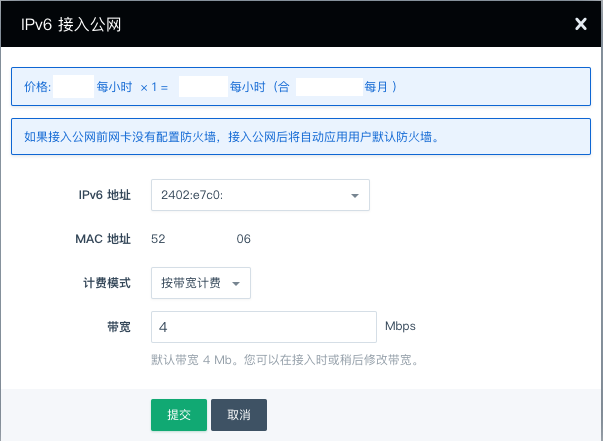 IPv6 接入公网
价格: 每小时 × 1 = 每小时（合 每月 ）
如果接入公网前网卡没有配置防火墙，接入公网后将自动应用用户默认防火墙。
IPv6 地址 2402:e7c0:
MAC 地址 52 06
计费模式 按带宽计费
带宽 4 Mbps
默认带宽 4 Mb。您可以在接入时或稍后修改带宽。
提交 取消